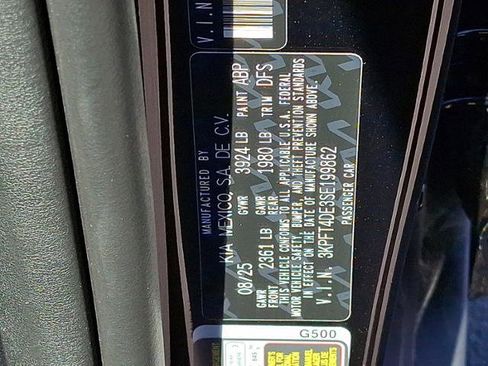 MANUFACTURED BY
KIA MEXICO, S.A. DE C.V.
08/25 GVWR 3924 LB PAINT ABP
GAWR FRONT 2361 LB GAWR REAR 1980 LB TRIM DFS
THIS VEHICLE CONFORMS TO ALL APPLICABLE U.S.A. FEDERAL
MOTOR VEHICLE SAFETY, BUMPER, AND THEFT PREVENTION STANDARDS
IN EFFECT ON THE DATE OF MANUFACTURE SHOWN ABOVE.
V.I.N. 3KPFT4DE3SE199862
PASSENGER CAR
V.I.N
G500